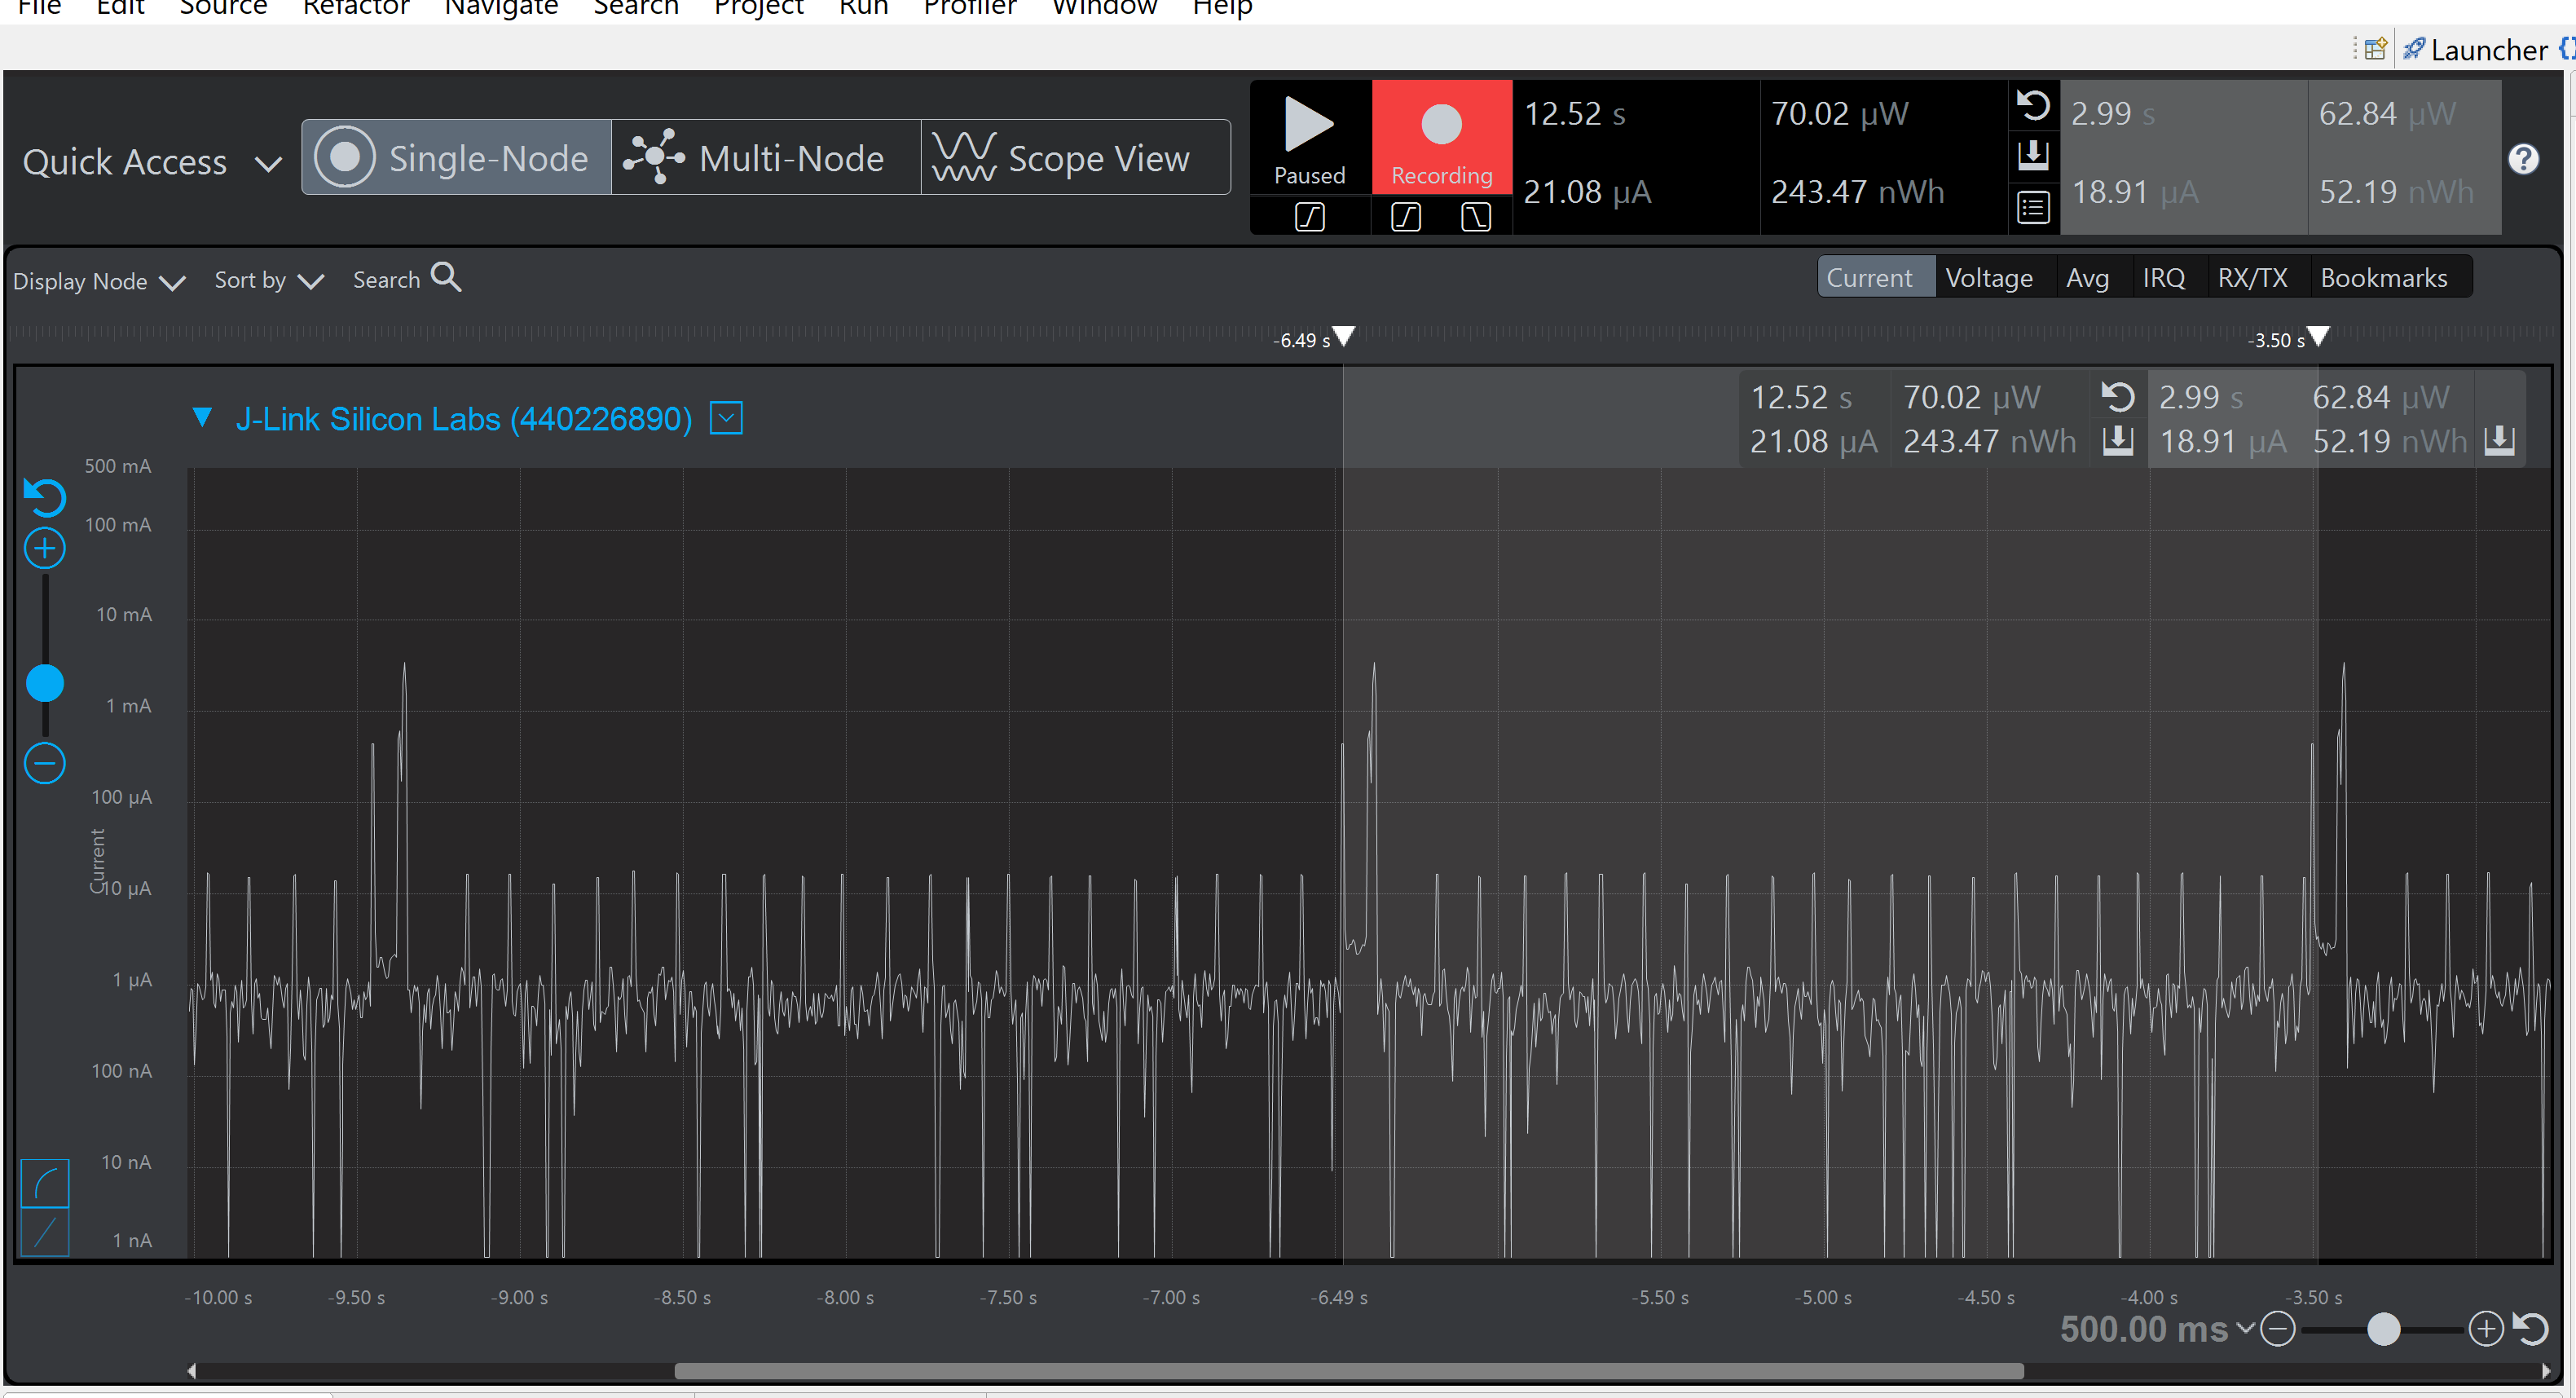 File Edit Source Refactor Navigate Search Project Run Profiler Window Help
Launcher
Quick Access Single-Node Multi-Node Scope View
Paused Recording
12.52 s 70.02 µW 2.99 s 62.84 µW
21.08 µA 243.47 nWh 18.91 µA 52.19 nWh
?
Display Node Sort by Search Current Voltage Avg IRQ RX/TX Bookmarks
-6.49 s -3.50 s
J-Link Silicon Labs (440226890)
12.52 s 70.02 µW 2.99 s 62.84 µW
21.08 µA 243.47 nWh 18.91 µA 52.19 nWh
500 mA
100 mA
10 mA
1 mA
100 µA
Current
10 µA
1 µA
100 nA
10 nA
1 nA
-10.00 s -9.50 s -9.00 s -8.50 s -8.00 s -7.50 s -7.00 s -6.49 s -5.50 s -5.00 s -4.50 s -4.00 s -3.50 s
500.00 ms